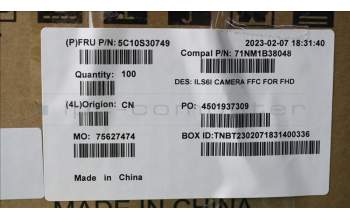 2023-02-07 18:31:40
(P)FRU P/N: 5C10S30749
Compal P/N: 71NM1B38048
Quantity: 100
DES: ILS6I CAMERA FFC FOR FHD
(4L)Origion: CN
PO: 4501937309
MO: 75627474
BOX ID:TNBT2302071831400336
Made in China
MADE IN CHINA